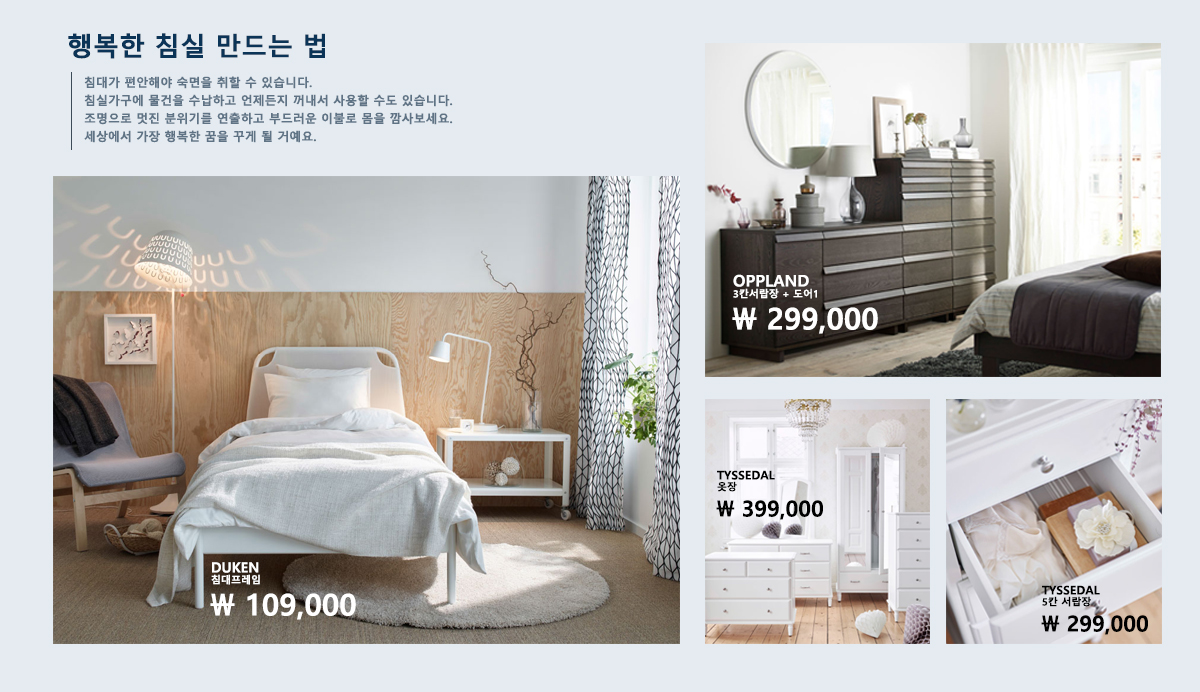 행복한 침실 만드는 법
침대가 편안해야 숙면을 취할 수 있습니다.
침실가구에 물건을 수납하고 언제든지 꺼내서 사용할 수도 있습니다.
조명으로 멋진 분위기를 연출하고 부드러운 이불로 몸을 깜사보세요.
세상에서 가장 행복한 꿈을 꾸게 될 거예요.
DUKEN
침대프레임
₩ 109,000
OPPLAND
3칸서랍장 + 도어1
₩ 299,000
TYSSEDAL
옷장
₩ 399,000
TYSSEDAL
5칸 서랍장
₩ 299,000